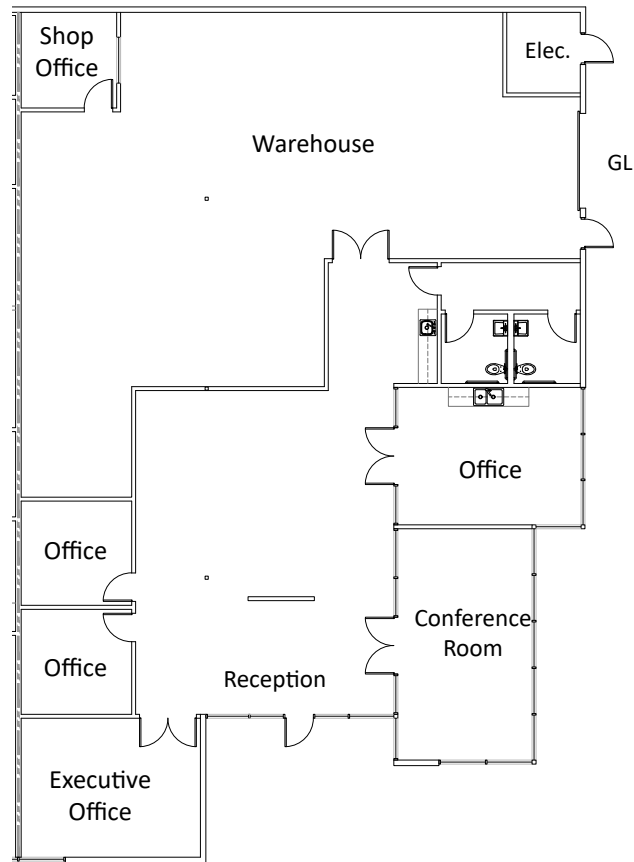 Shop
Office
Elec.
Warehouse
GL
Office
Office
Conference
Room
Office
Reception
Executive
Office